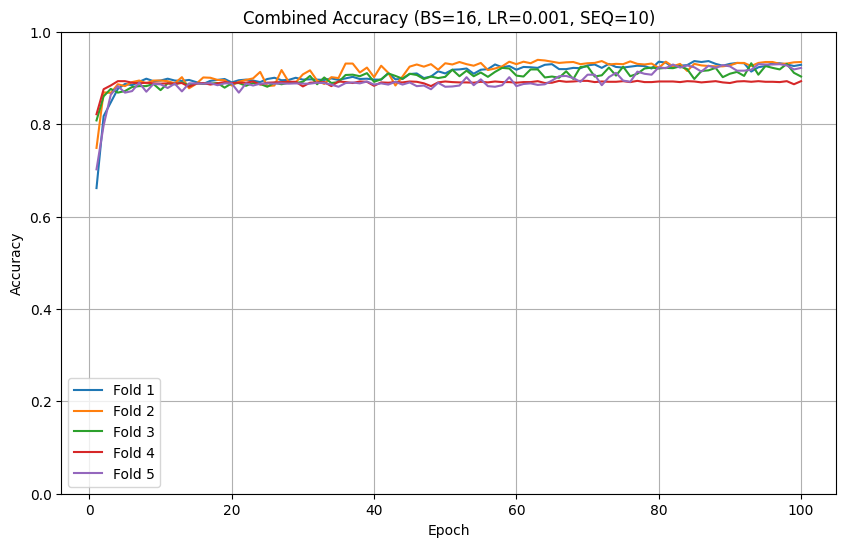 Combined Accuracy (BS=16, LR=0.001, SEQ=10)
1.0
0.8
0.6
0.4
0.2
0.0
Accuracy
Fold 1
Fold 2
Fold 3
Fold 4
Fold 5
0 20 40 60 80 100
Epoch